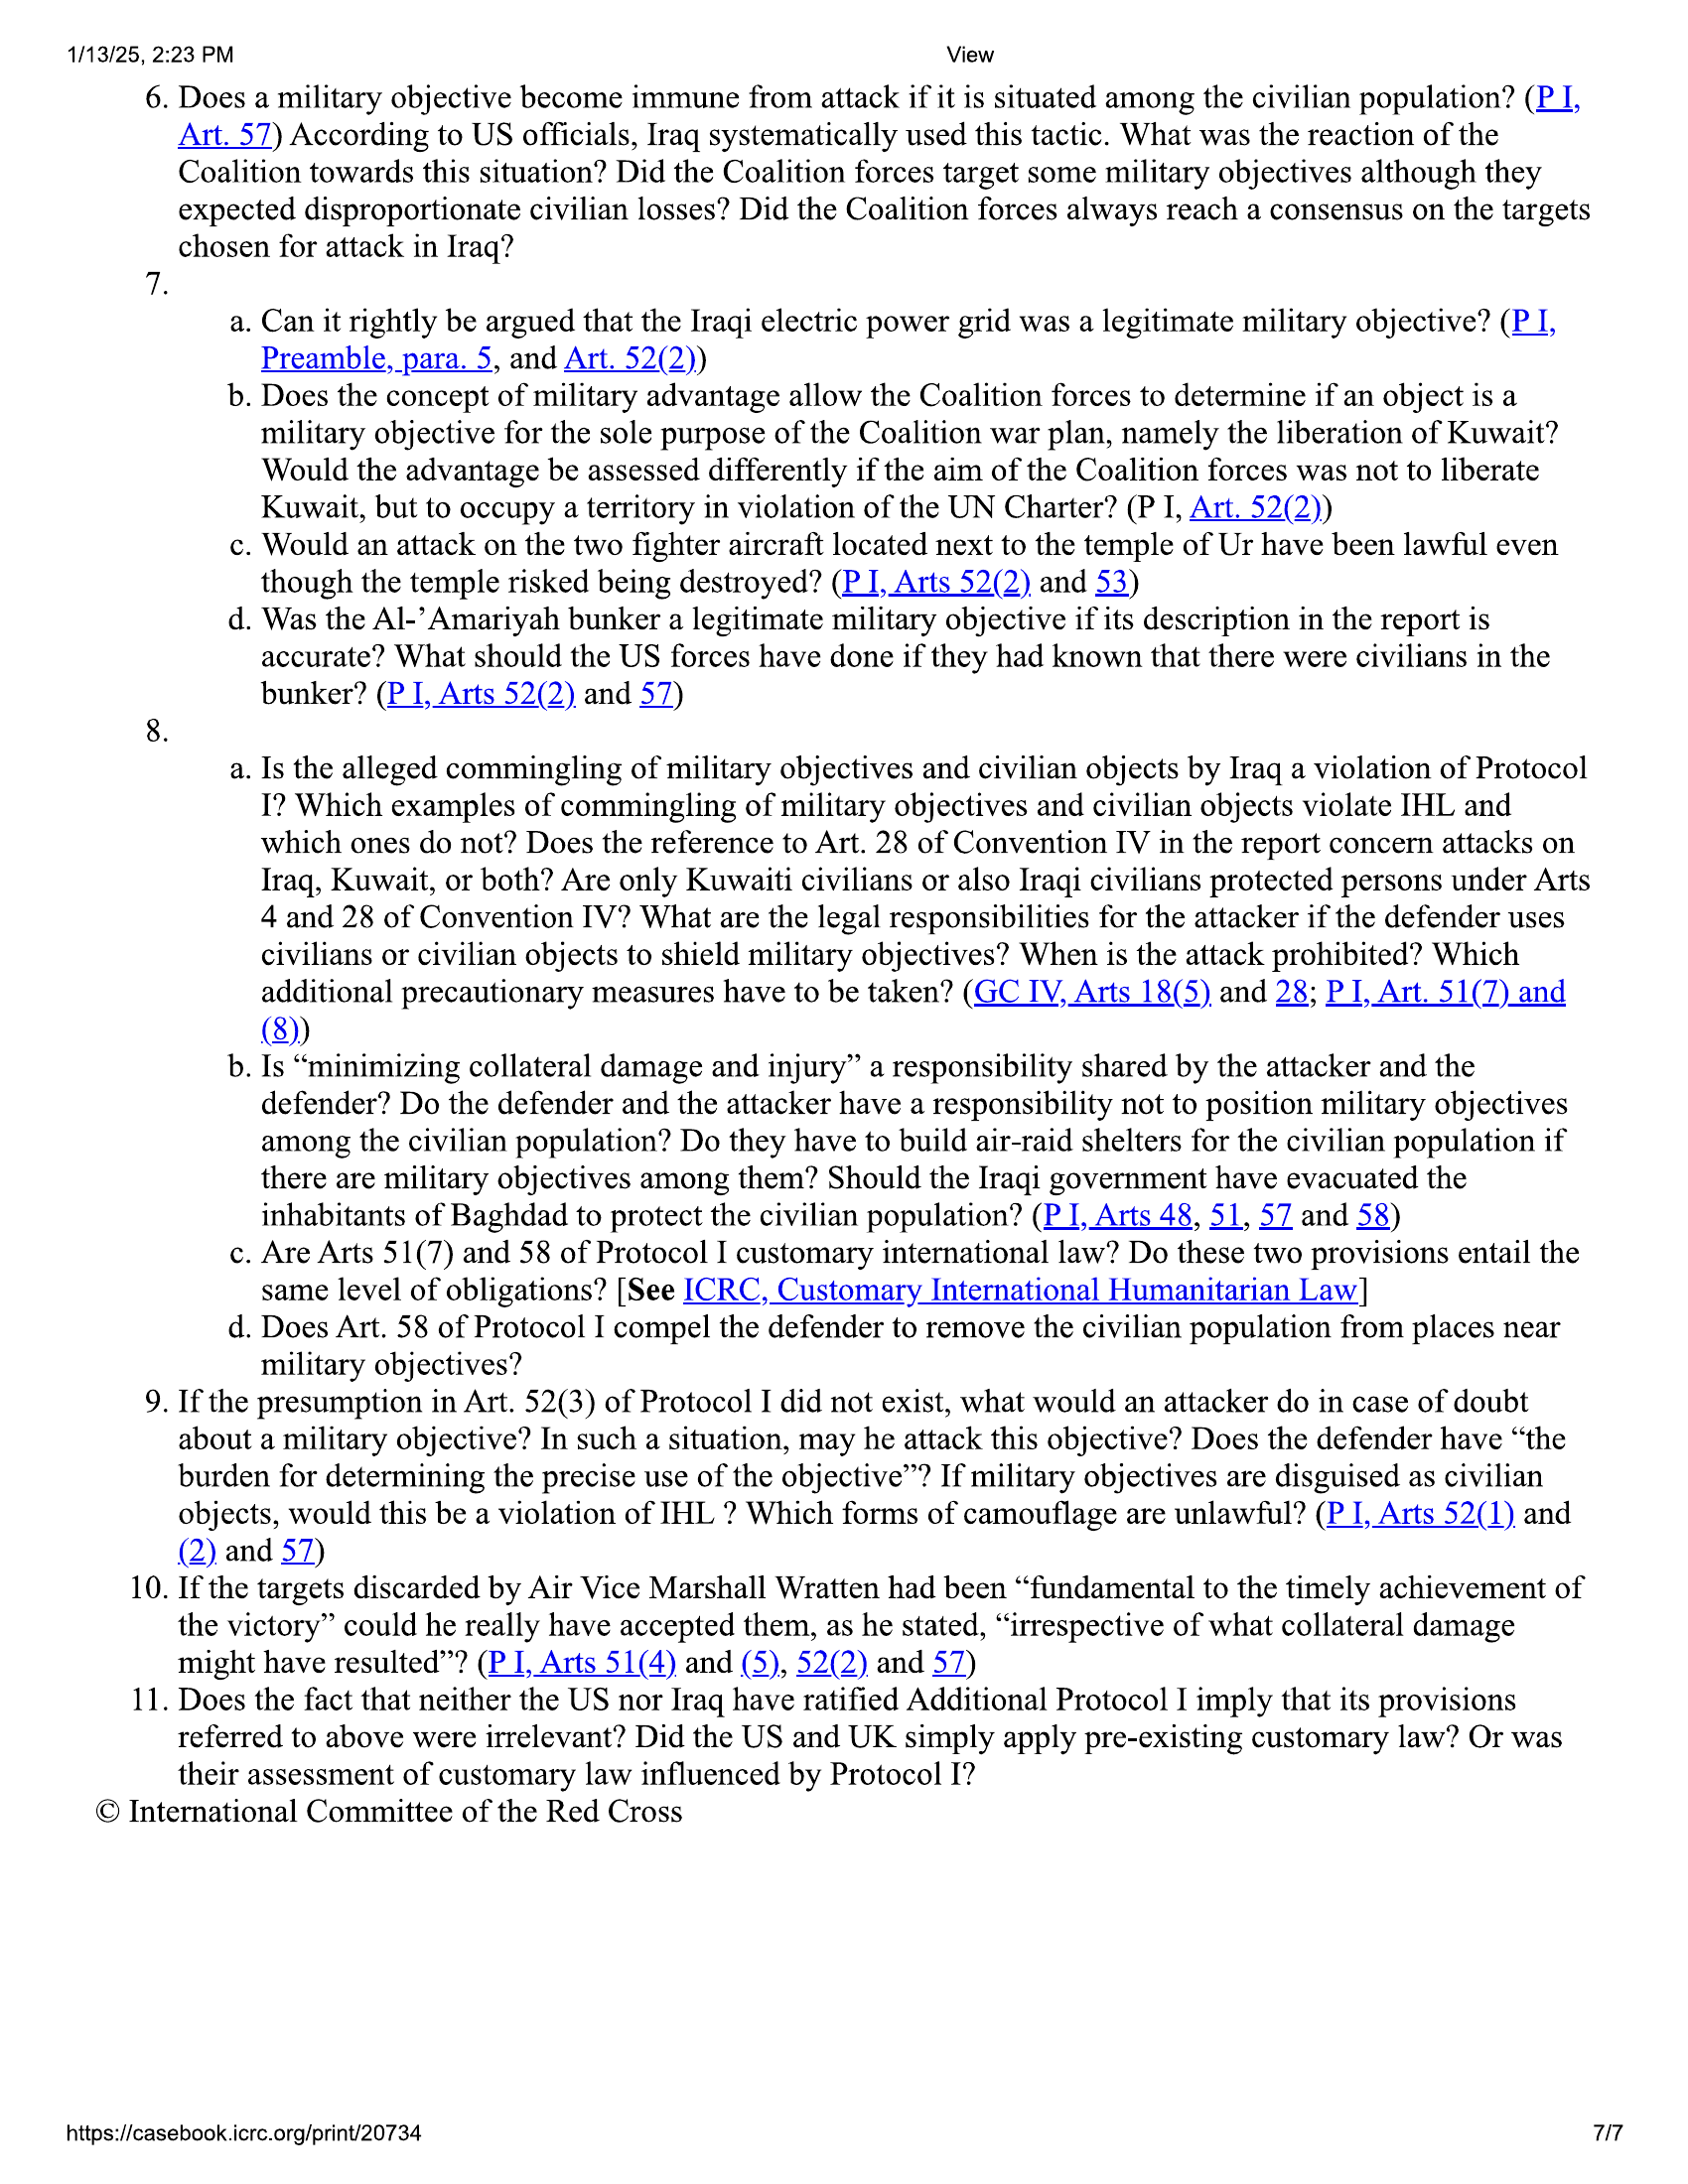 1/13/25, 2:23 PM
View
6. Does a military objective become immune from attack if it is situated among the civilian population? (P I,
Art. 57) According to US officials, Iraq systematically used this tactic. What was the reaction of the
Coalition towards this situation? Did the Coalition forces target some military objectives although they
expected disproportionate civilian losses? Did the Coalition forces always reach a consensus on the targets
chosen for attack in Iraq?
7.
a. Can it rightly be argued that the Iraqi electric power grid was a legitimate military objective? (P I,
Preamble, para. 5, and Art. 52(2))
b. Does the concept of military advantage allow the Coalition forces to determine if an object is a
military objective for the sole purpose of the Coalition war plan, namely the liberation of Kuwait?
Would the advantage be assessed differently if the aim of the Coalition forces was not to liberate
Kuwait, but to occupy a territory in violation of the UN Charter? (P I, Art. 52(2))
c. Would an attack on the two fighter aircraft located next to the temple of Ur have been lawful even
though the temple risked being destroyed? (P I, Arts 52(2) and 53)
d. Was the Al-’Amariyah bunker a legitimate military objective if its description in the report is
accurate? What should the US forces have done if they had known that there were civilians in the
bunker? (P I, Arts 52(2) and 57)
8.
a. Is the alleged commingling of military objectives and civilian objects by Iraq a violation of Protocol
I? Which examples of commingling of military objectives and civilian objects violate IHL and
which ones do not? Does the reference to Art. 28 of Convention IV in the report concern attacks on
Iraq, Kuwait, or both? Are only Kuwaiti civilians or also Iraqi civilians protected persons under Arts
4 and 28 of Convention IV? What are the legal responsibilities for the attacker if the defender uses
civilians or civilian objects to shield military objectives? When is the attack prohibited? Which
additional precautionary measures have to be taken? (GC IV, Arts 18(5) and 28; P I, Art. 51(7) and
(8))
b. Is “minimizing collateral damage and injury” a responsibility shared by the attacker and the
defender? Do the defender and the attacker have a responsibility not to position military objectives
among the civilian population? Do they have to build air-raid shelters for the civilian population if
there are military objectives among them? Should the Iraqi government have evacuated the
inhabitants of Baghdad to protect the civilian population? (P I, Arts 48, 51, 57 and 58)
c. Are Arts 51(7) and 58 of Protocol I customary international law? Do these two provisions entail the
same level of obligations? [See ICRC, Customary International Humanitarian Law]
d. Does Art. 58 of Protocol I compel the defender to remove the civilian population from places near
military objectives?
9. If the presumption in Art. 52(3) of Protocol I did not exist, what would an attacker do in case of doubt
about a military objective? In such a situation, may he attack this objective? Does the defender have “the
burden for determining the precise use of the objective”? If military objectives are disguised as civilian
objects, would this be a violation of IHL ? Which forms of camouflage are unlawful? (P I, Arts 52(1) and
(2) and 57)
10. If the targets discarded by Air Vice Marshall Wratten had been “fundamental to the timely achievement of
the victory” could he really have accepted them, as he stated, “irrespective of what collateral damage
might have resulted”? (P I, Arts 51(4) and (5), 52(2) and 57)
11. Does the fact that neither the US nor Iraq have ratified Additional Protocol I imply that its provisions
referred to above were irrelevant? Did the US and UK simply apply pre-existing customary law? Or was
their assessment of customary law influenced by Protocol I?
© International Committee of the Red Cross
https://casebook.icrc.org/print/20734
7/7